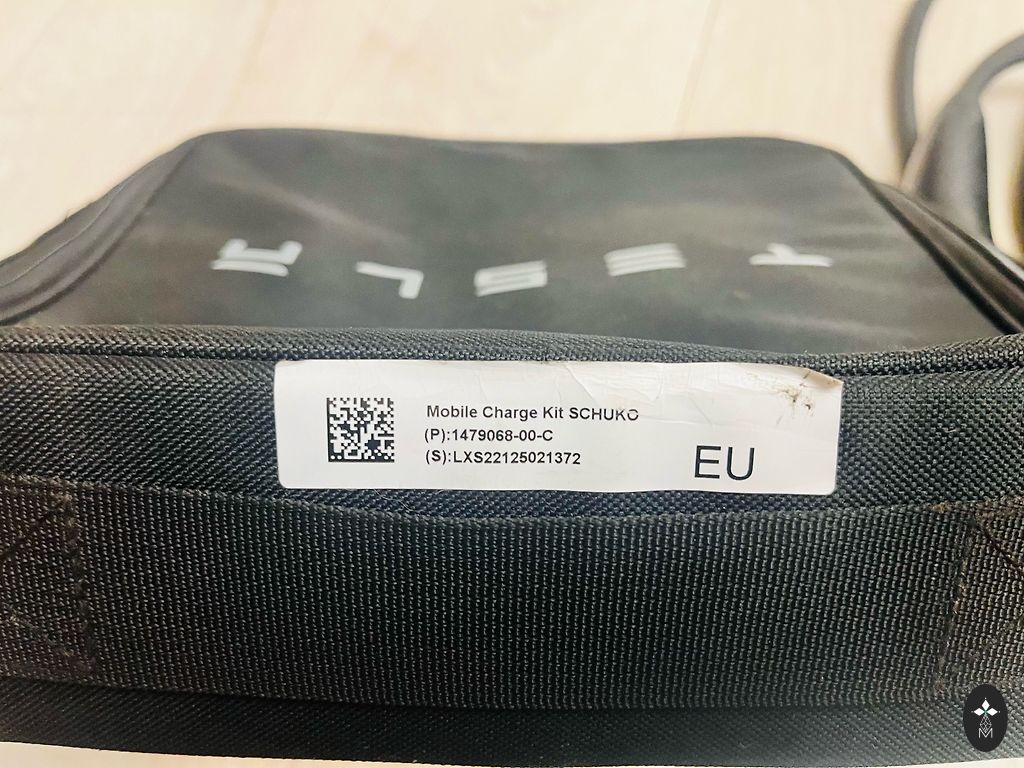 TESLA
Mobile Charge Kit SCHUKO
(P):1479068-00-C
(S):LXS22125021372
EU
M